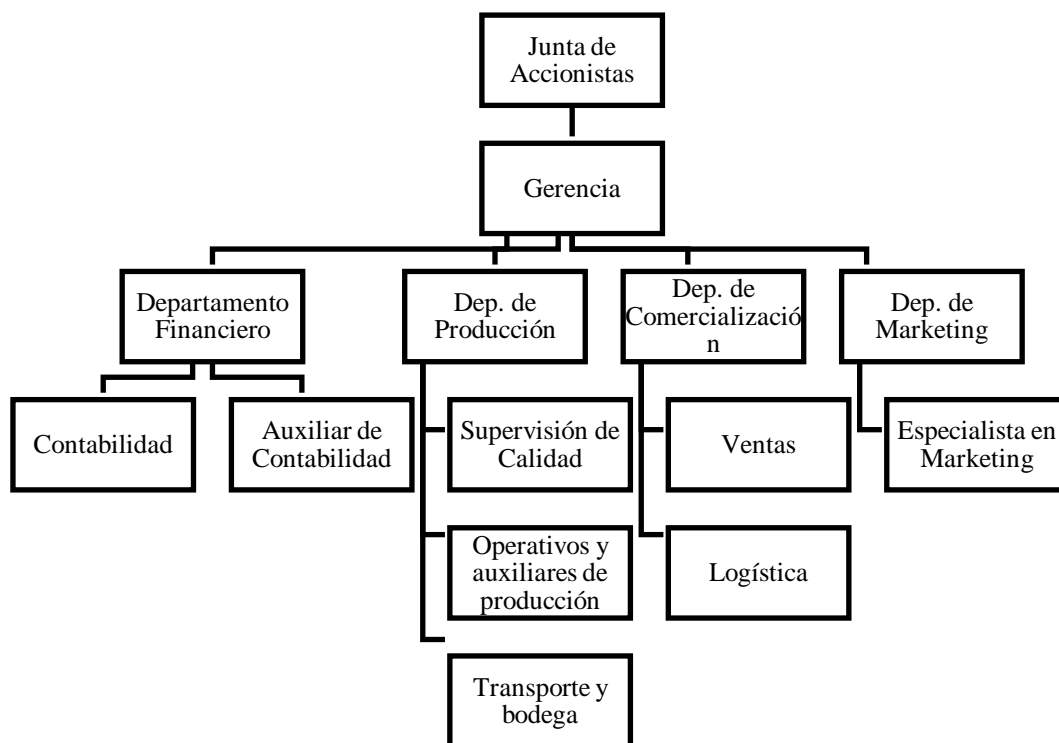 Junta de
Accionistas
Gerencia
Departamento
Financiero
Dep. de
Producción
Dep. de
Comercializació
n
Dep. de
Marketing
Contabilidad
Auxiliar de
Contabilidad
Supervisión de
Calidad
Ventas
Especialista en
Marketing
Operativos y
auxiliares de
producción
Logística
Transporte y
bodega